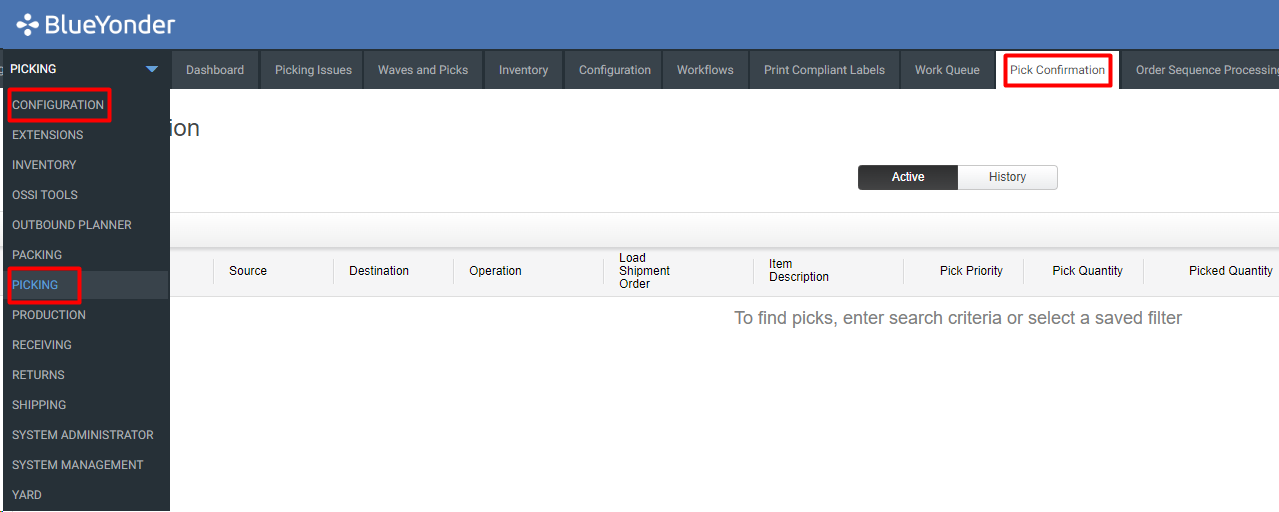 BlueYonder
PICKING
Dashboard
Picking Issues
Waves and Picks
Inventory
Configuration
Workflows
Print Compliant Labels
Work Queue
Pick Confirmation
Order Sequence Processing
CONFIGURATION
EXTENSIONS
INVENTORY
OSSI TOOLS
OUTBOUND PLANNER
PACKING
PICKING
PRODUCTION
RECEIVING
RETURNS
SHIPPING
SYSTEM ADMINISTRATOR
SYSTEM MANAGEMENT
YARD
ion
Active
History
Source
Destination
Operation
Load
Shipment
Order
Item
Description
Pick Priority
Pick Quantity
Picked Quantity
To find picks, enter search criteria or select a saved filter